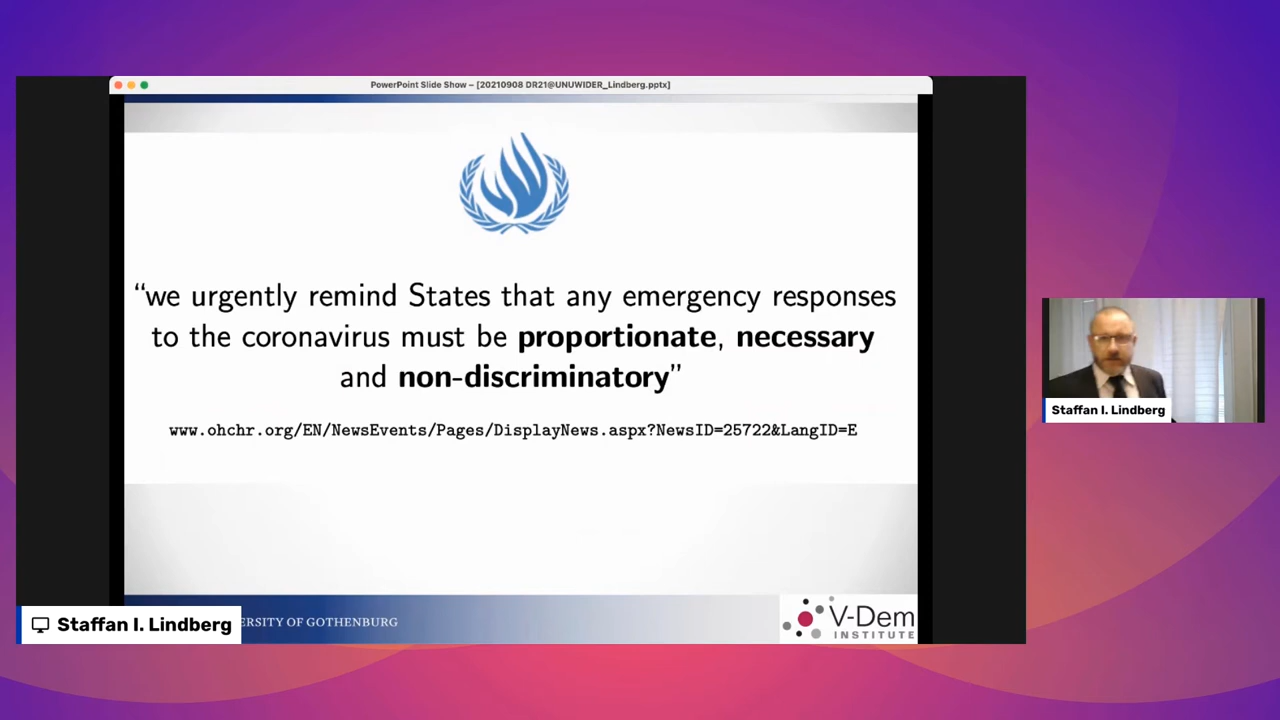 PowerPoint Slide Show – [20210908 DR21@UNUWIDER_Lindberg.pptx]
“we urgently remind States that any emergency responses
to the coronavirus must be proportionate, necessary
and non-discriminatory”
www.ohchr.org/EN/NewsEvents/Pages/DisplayNews.aspx?NewsID=25722&LangID=E
Staffan I. Lindberg
Staffan I. Lindberg
ERSITY OF GOTHENBURG
V-Dem
INSTITUTE